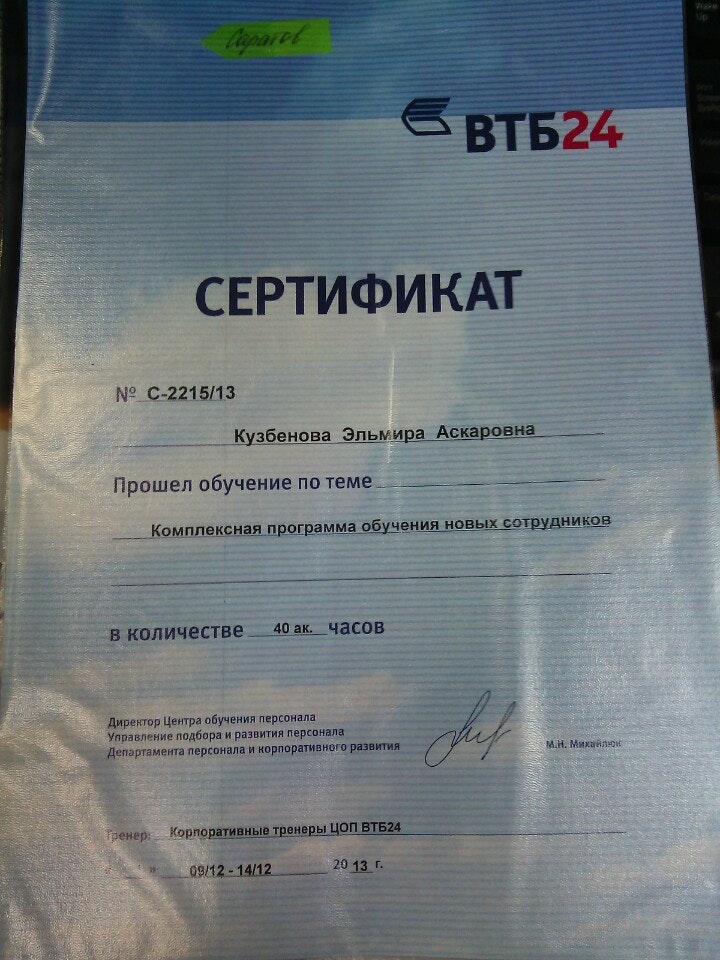 Саратов
ВТБ24
СЕРТИФИКАТ
№ С-2215/13
Кузбенова Эльмира Аскаровна
Прошел обучение по теме
Комплексная программа обучения новых сотрудников
в количестве 40 ак. часов
Директор Центра обучения персонала
Управление подбора и развития персонала
Департамента персонала и корпоративного развития
М.Н. Михайлюк
Тренер: Корпоративные тренеры ЦОП ВТБ24
" " 09/12 - 14/12 2013 г.